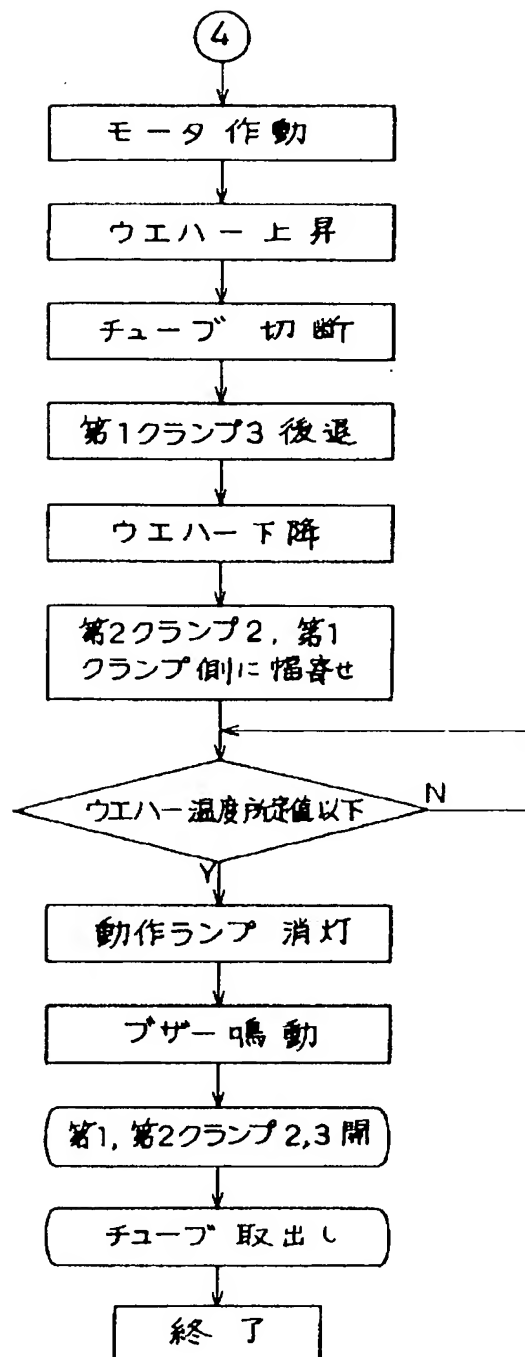 4
モータ作動
ウエハー上昇
チューブ 切断
第1クランプ3 後退
ウエハー下降
第2クランプ2, 第1
クランプ側に幅寄せ
ウエハー温度所定値以下
N
Y
動作ランプ 消灯
ブザー鳴動
第1, 第2クランプ2,3開
チューブ 取出し
終了